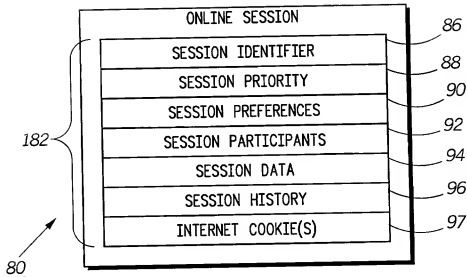 ONLINE SESSION
SESSION IDENTIFIER 86
SESSION PRIORITY 88
SESSION PREFERENCES 90
182 SESSION PARTICIPANTS 92
SESSION DATA 94
SESSION HISTORY 96
INTERNET COOKIE(S) 97
80